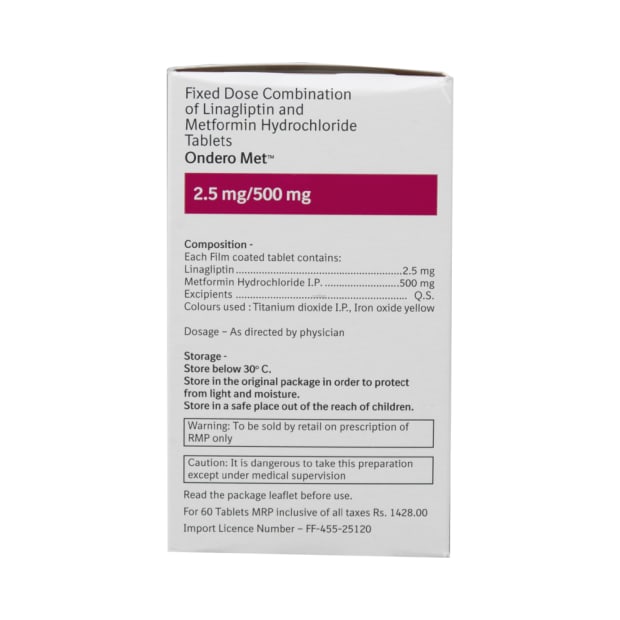 Fixed Dose Combination
of Linagliptin and
Metformin Hydrochloride
Tablets
Ondero Met™
2.5 mg/500 mg
Composition -
Each Film coated tablet contains:
Linagliptin..........................................................2.5 mg
Metformin Hydrochloride I.P. ..........................500 mg
Excipients ............................................................ Q.S.
Colours used : Titanium dioxide I.P., Iron oxide yellow
Dosage – As directed by physician
Storage -
Store below 30° C.
Store in the original package in order to protect
from light and moisture.
Store in a safe place out of the reach of children.
Warning: To be sold by retail on prescription of
RMP only
Caution: It is dangerous to take this preparation
except under medical supervision
Read the package leaflet before use.
For 60 Tablets MRP inclusive of all taxes Rs. 1428.00
Import Licence Number – FF-455-25120